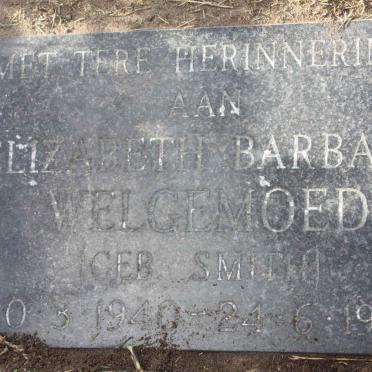 MET TERE HERINNERIN
AAN
ELIZABETH BARBA
WELGEMOED
(GEB. SMITH)
0·3·1940–24·6·19